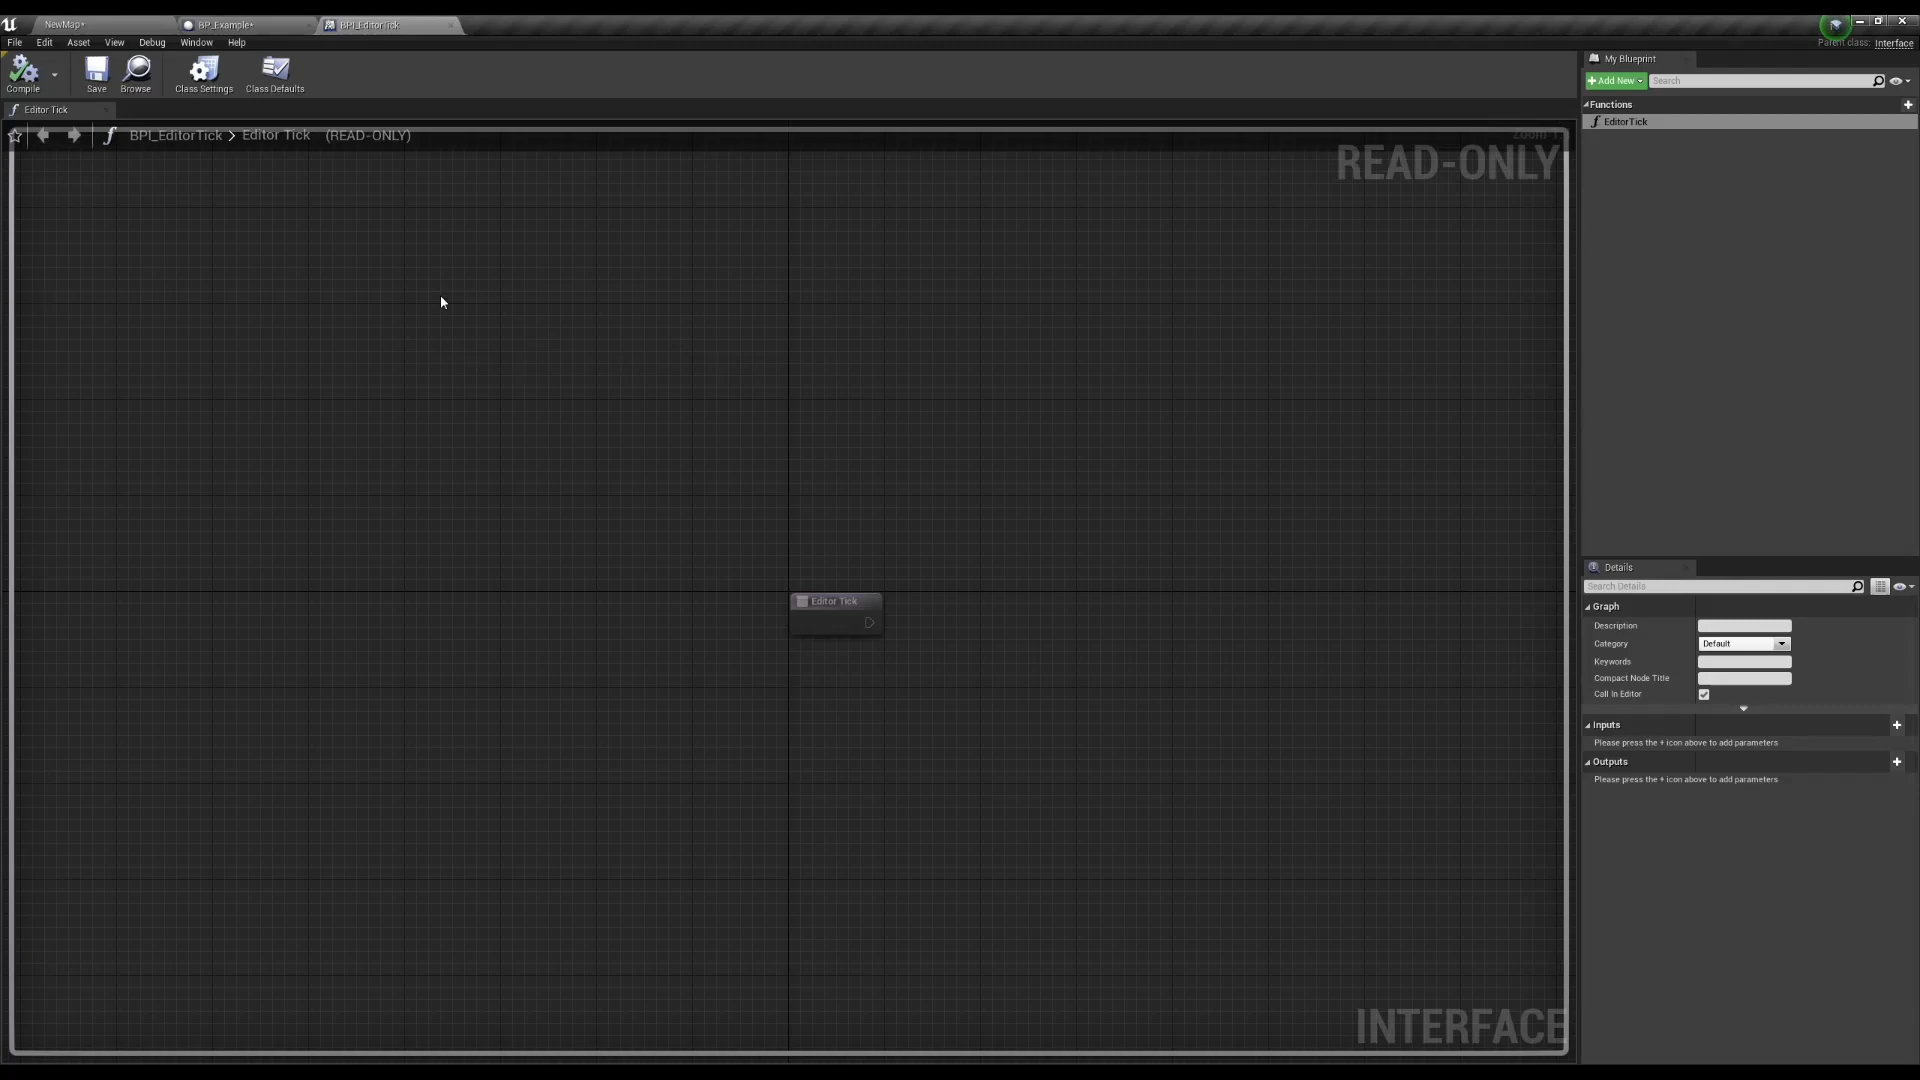 NewMap*
BP_Example*
BPI_EditorTick
File Edit Asset View Debug Window Help
Parent class: Interface
Compile
Save
Browse
Class Settings
Class Defaults
My Blueprint
+ Add New
Search
Functions
EditorTick
Editor Tick
BPI_EditorTick > Editor Tick (READ-ONLY)
Zoom
READ-ONLY
Editor Tick
INTERFACE
Details
Search Details
Graph
Description
Category Default
Keywords
Compact Node Title
Call In Editor
Inputs
Please press the + icon above to add parameters
Outputs
Please press the + icon above to add parameters